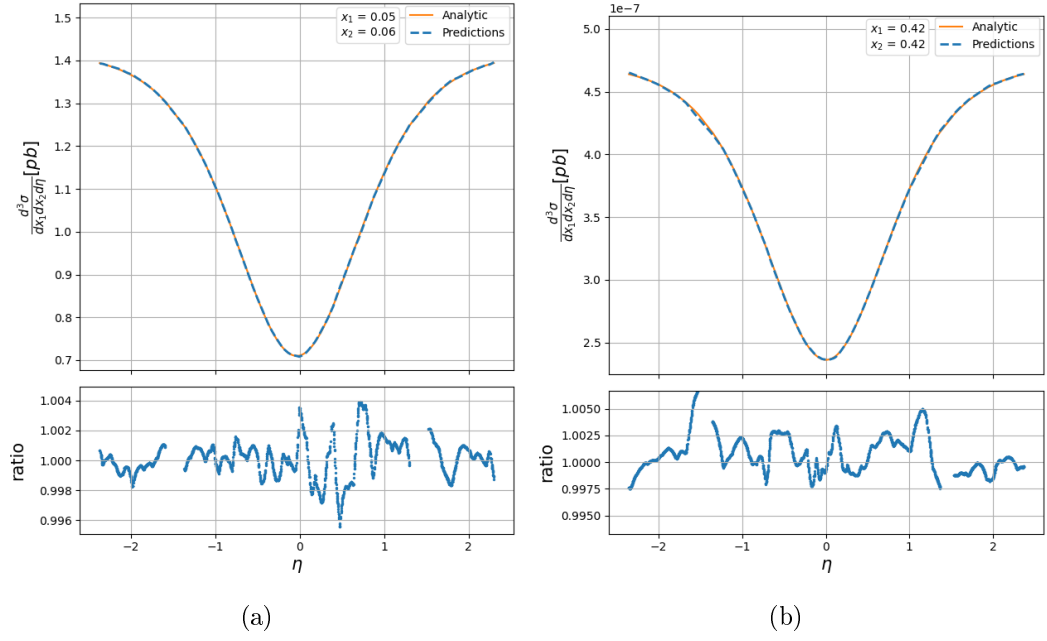 x₁ = 0.05
x₂ = 0.06
Analytic
Predictions
1.5
1.4
1.3
1.2
1.1
1.0
0.9
0.8
0.7
d³σ/dx₁dx₂dη [pb]
1.004
1.002
1.000
0.998
0.996
ratio
−2 −1 0 1 2
η
(a)
1e−7
x₁ = 0.42
x₂ = 0.42
Analytic
Predictions
5.0
4.5
4.0
3.5
3.0
2.5
d³σ/dx₁dx₂dη [pb]
1.0050
1.0025
1.0000
0.9975
0.9950
ratio
−2 −1 0 1 2
η
(b)